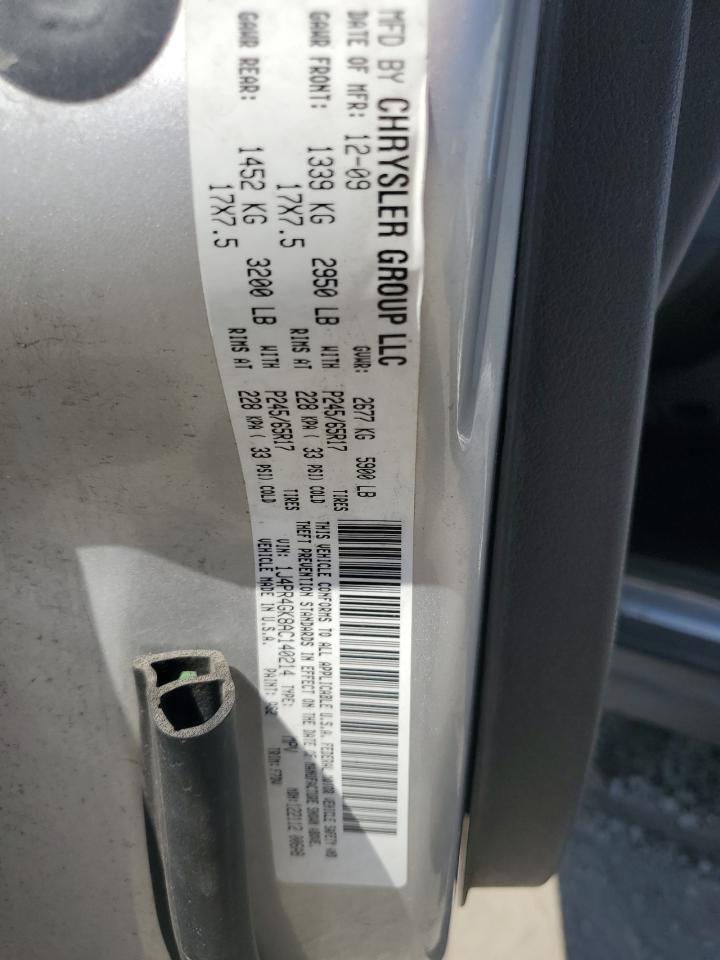 MFD BY CHRYSLER GROUP LLC
DATE OF MFR: 12-09 GVWR: 2677 KG 5900 LB
GAWR FRONT: 1339 KG 2950 LB WITH P245/65R17 TIRES
17X7.5 RIMS AT 228 KPA ( 33 PSI) COLD
GAWR REAR: 1452 KG 3200 LB WITH P245/65R17 TIRES
17X7.5 RIMS AT 228 KPA ( 33 PSI) COLD
THIS VEHICLE CONFORMS TO ALL APPLICABLE U.S.A. FEDERAL MOTOR VEHICLE SAFETY AND
THEFT PREVENTION STANDARDS IN EFFECT ON THE DATE OF MANUFACTURE SHOWN ABOVE.
VIN: 1J4PR4GK8AC140214 TYPE: MPV
VEHICLE MADE IN U.S.A. PAINT: TRIM: